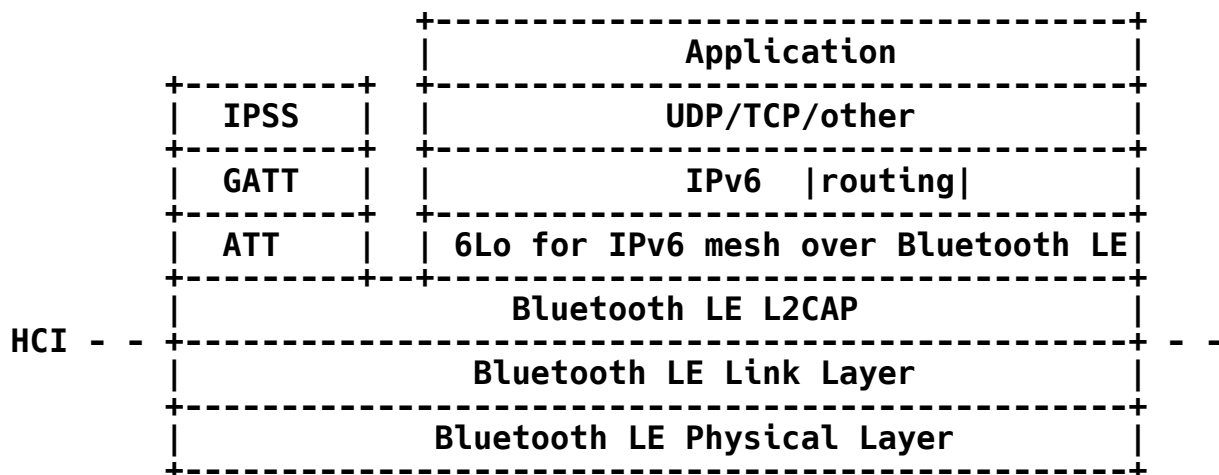 Application
IPSS UDP/TCP/other
GATT IPv6 |routing|
ATT 6Lo for IPv6 mesh over Bluetooth LE
Bluetooth LE L2CAP
HCI - - - -
Bluetooth LE Link Layer
Bluetooth LE Physical Layer